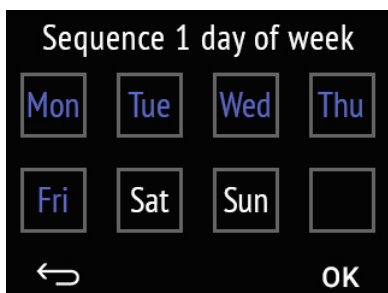 Sequence 1 day of week
Mon Tue Wed Thu
Fri Sat Sun
OK